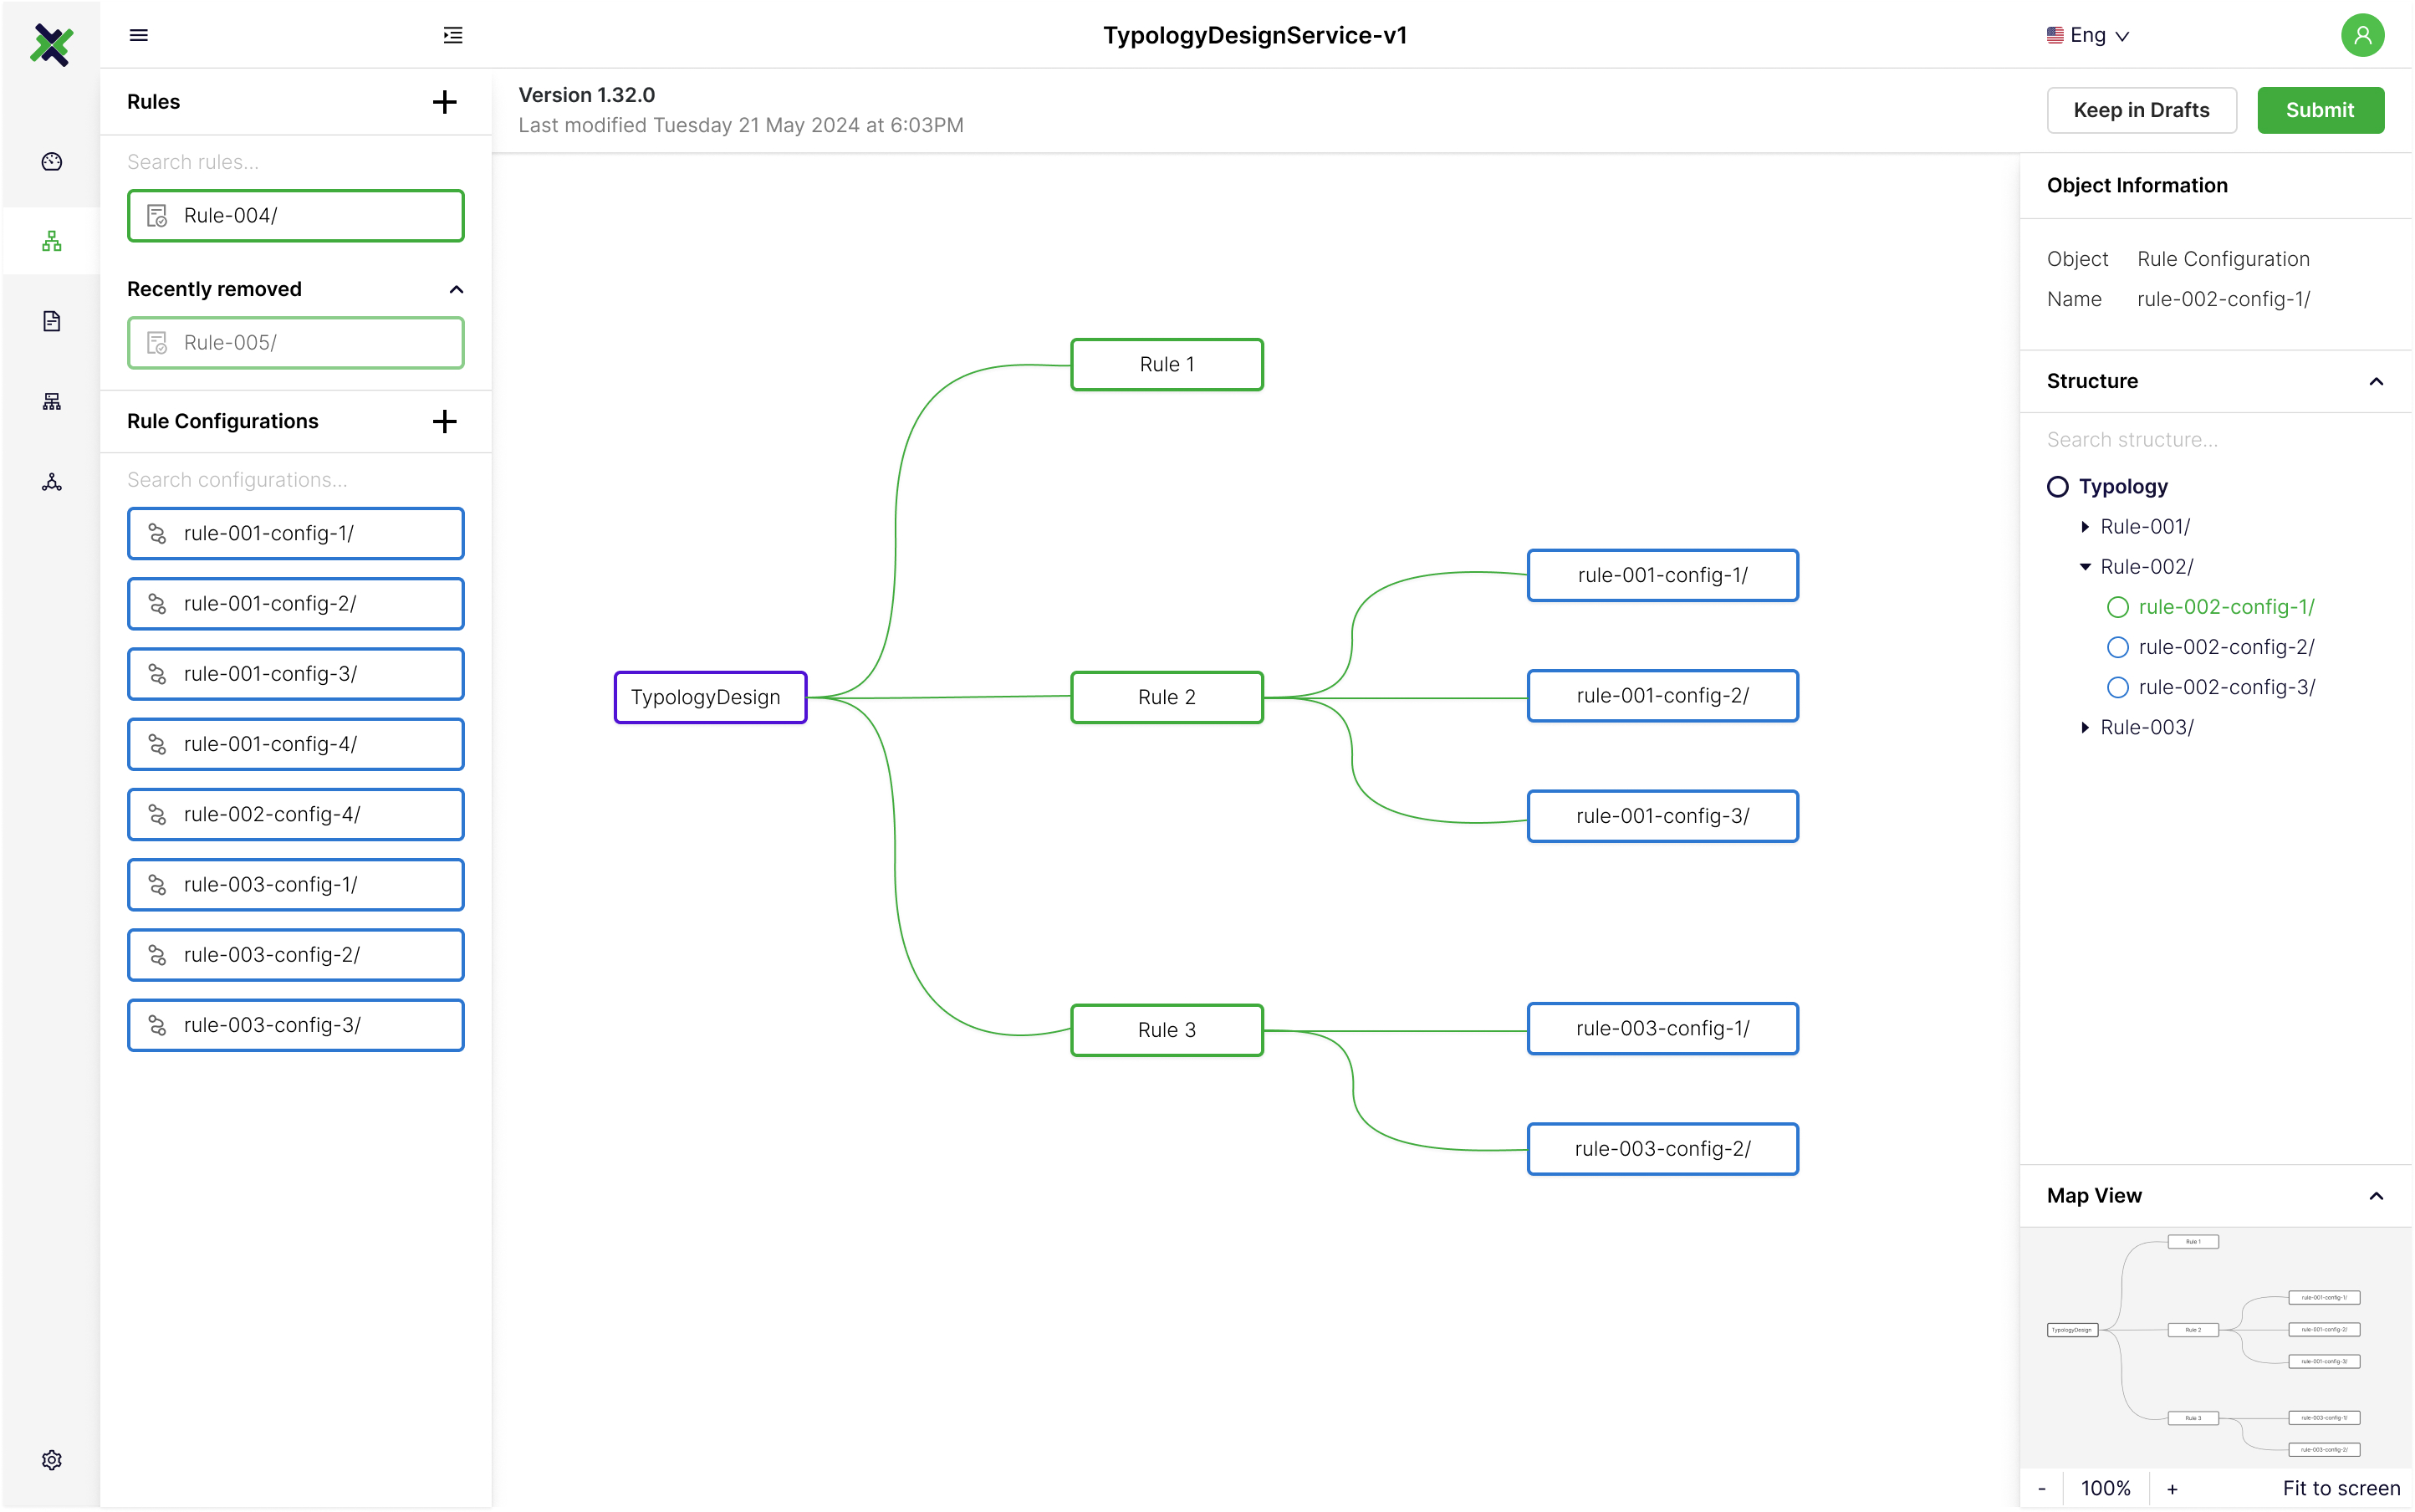 TypologyDesignService-v1
Eng
Rules
Search rules...
Rule-004/
Recently removed
Rule-005/
Rule Configurations
Search configurations...
rule-001-config-1/
rule-001-config-2/
rule-001-config-3/
rule-001-config-4/
rule-002-config-4/
rule-003-config-1/
rule-003-config-2/
rule-003-config-3/
Version 1.32.0
Last modified Tuesday 21 May 2024 at 6:03PM
Keep in Drafts
Submit
TypologyDesign
Rule 1
Rule 2
Rule 3
rule-001-config-1/
rule-001-config-2/
rule-001-config-3/
rule-003-config-1/
rule-003-config-2/
Object Information
Object Rule Configuration
Name rule-002-config-1/
Structure
Search structure...
Typology
Rule-001/
Rule-002/
rule-002-config-1/
rule-002-config-2/
rule-002-config-3/
Rule-003/
Map View
TypologyDesign
Rule 1
Rule 2
Rule 3
rule-001-config-1/
rule-001-config-2/
rule-001-config-3/
rule-003-config-1/
rule-003-config-2/
- 100% +
Fit to screen